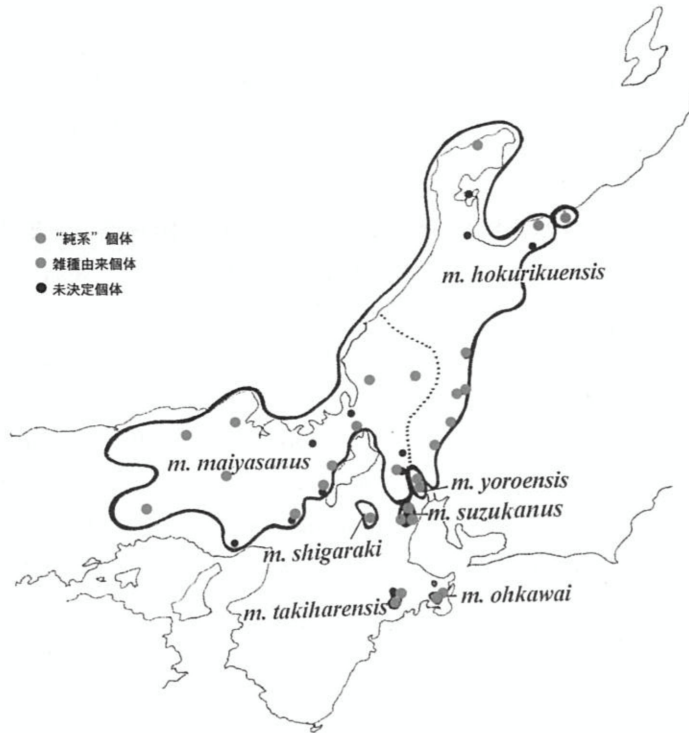 "純系"個体
雑種由来個体
未決定個体
m. hokurikuensis
m. maiyasanus
m. yoroensis
m. suzukanus
m. shigaraki
m. takiharensis
m. ohkawai